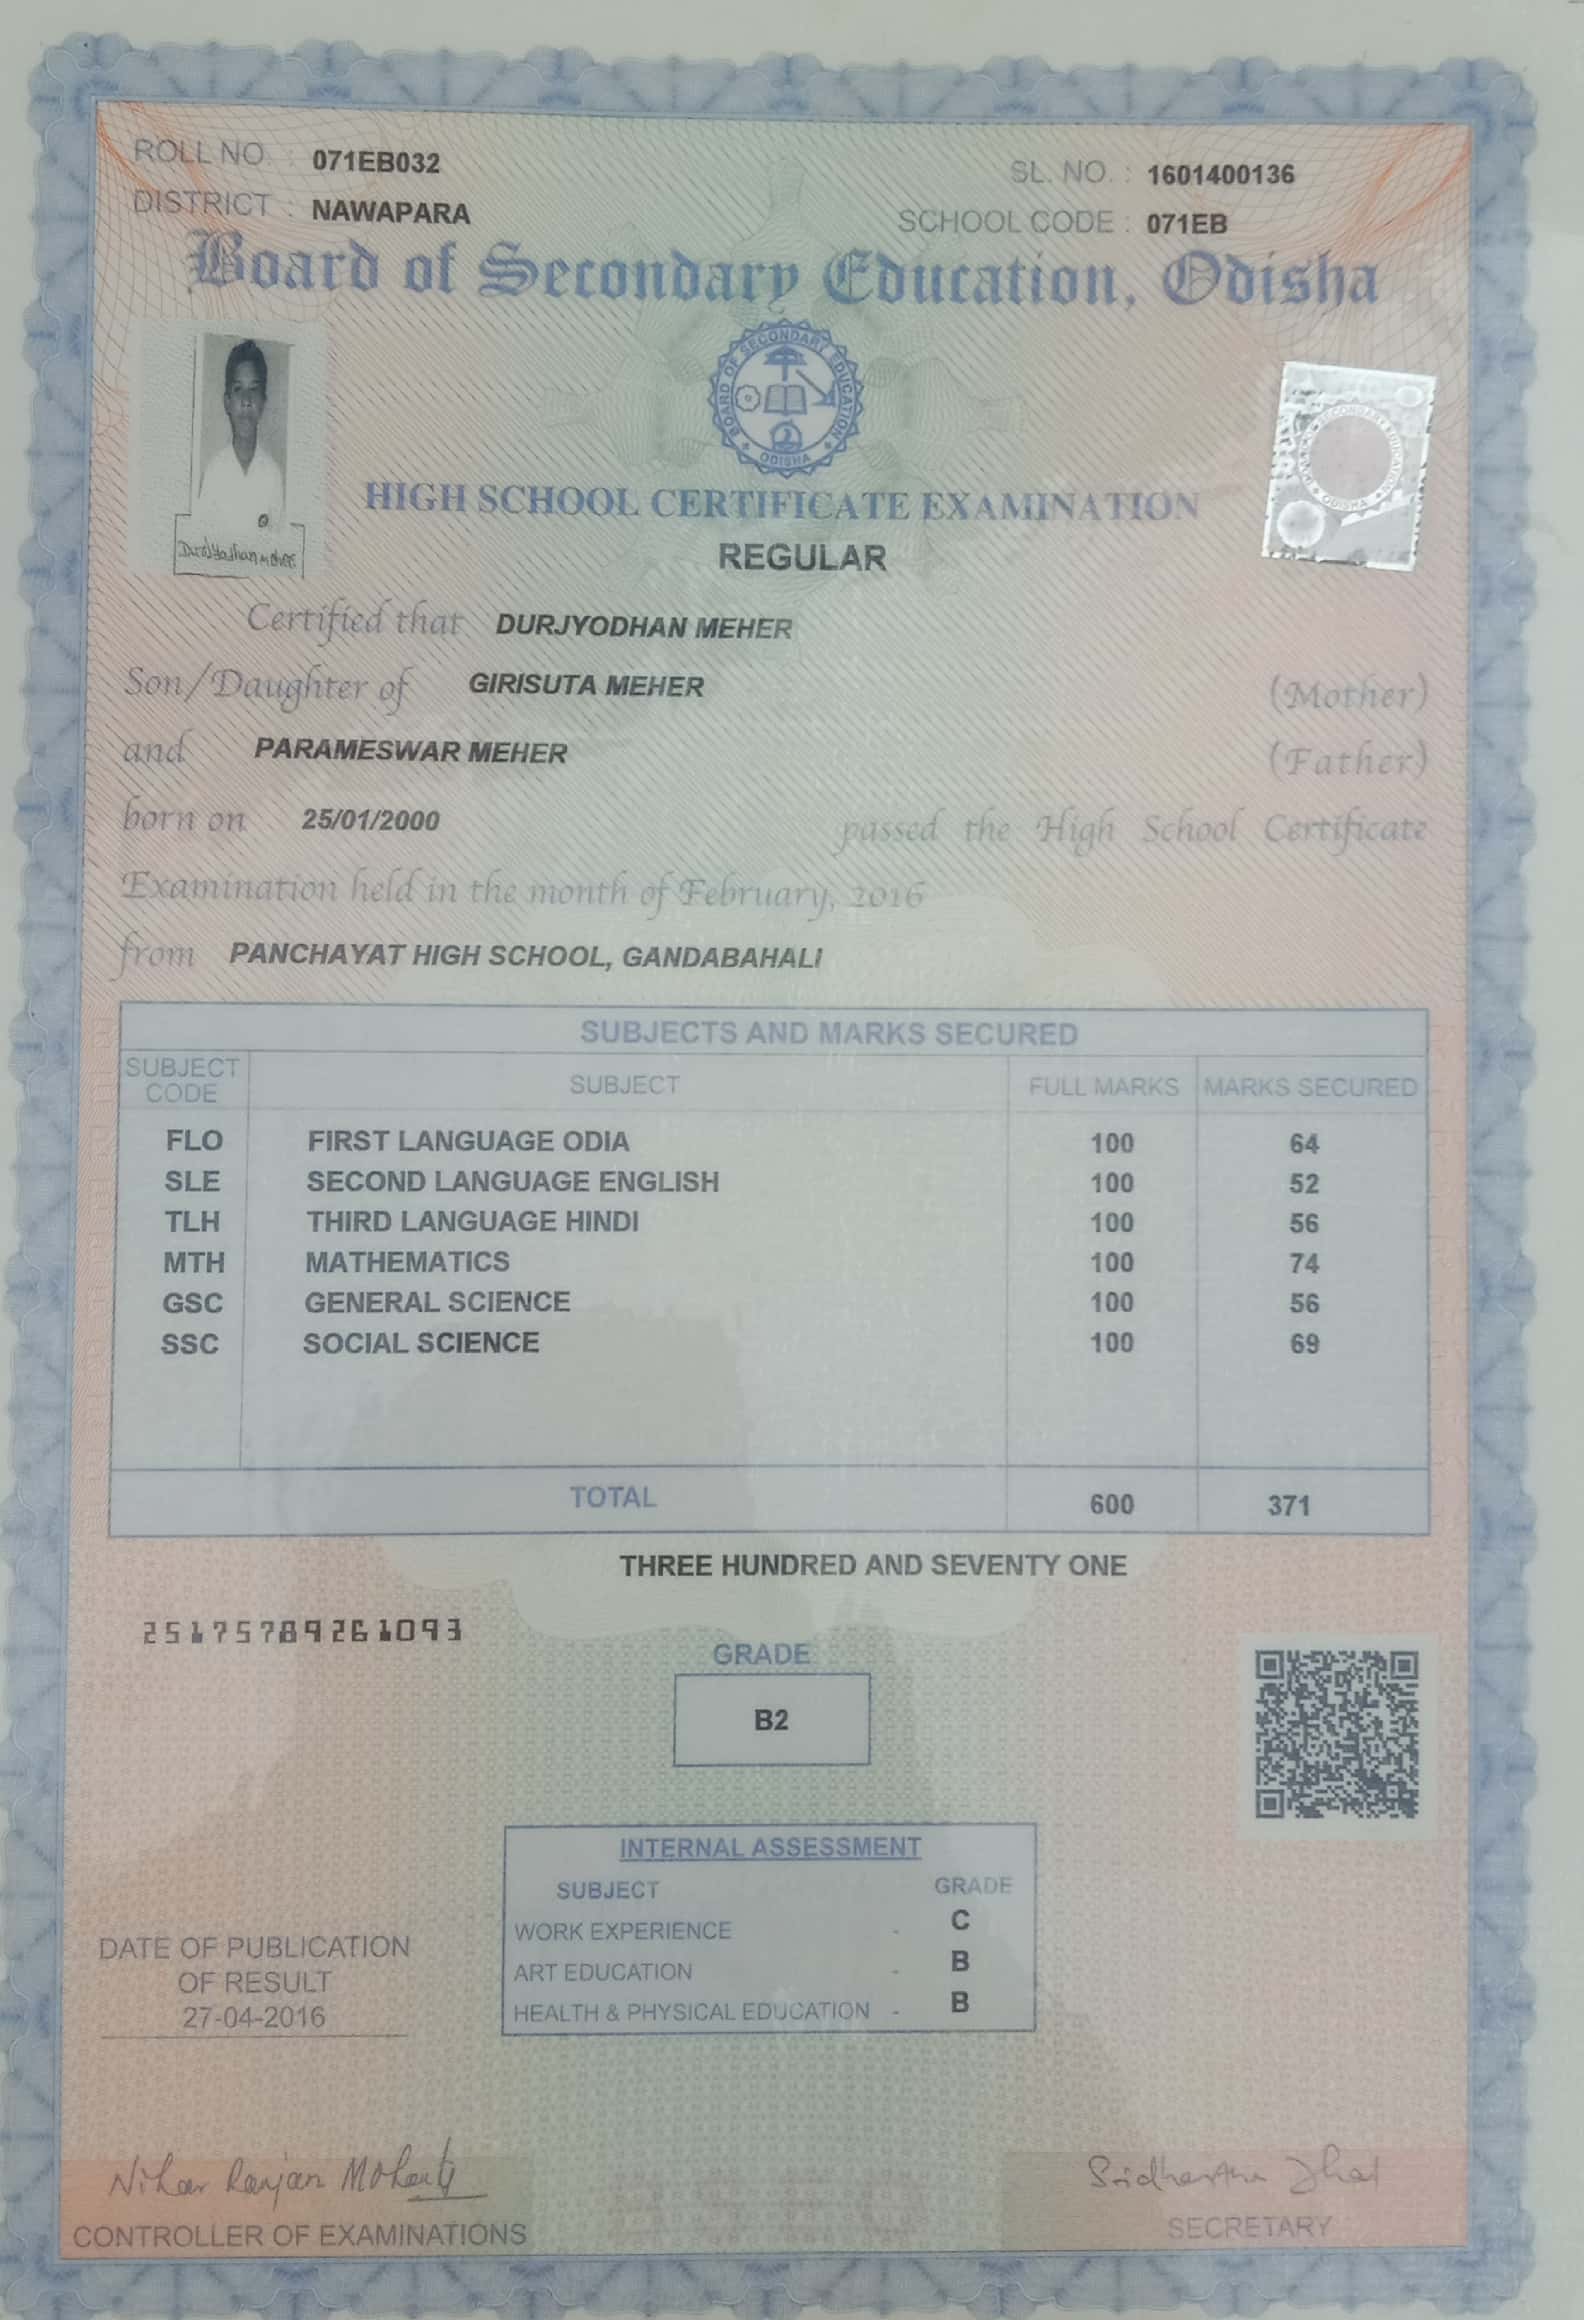 ROLL NO. : 071EB032
SL. NO. : 1601400136
DISTRICT : NAWAPARA
SCHOOL CODE : 071EB
Board of Secondary Education, Odisha
BOARD OF SECONDARY EDUCATION
ODISHA
Durjyodhan Meher
HIGH SCHOOL CERTIFICATE EXAMINATION
REGULAR
Certified that DURJYODHAN MEHER
Son/Daughter of GIRISUTA MEHER (Mother)
and PARAMESWAR MEHER (Father)
born on 25/01/2000 passed the High School Certificate
Examination held in the month of February, 2016
from PANCHAYAT HIGH SCHOOL, GANDABAHALI
SUBJECTS AND MARKS SECURED
SUBJECT CODE SUBJECT FULL MARKS MARKS SECURED
FLO FIRST LANGUAGE ODIA 100 64
SLE SECOND LANGUAGE ENGLISH 100 52
TLH THIRD LANGUAGE HINDI 100 56
MTH MATHEMATICS 100 74
GSC GENERAL SCIENCE 100 56
SSC SOCIAL SCIENCE 100 69
TOTAL 600 371
THREE HUNDRED AND SEVENTY ONE
25175789261093
GRADE
B2
INTERNAL ASSESSMENT
SUBJECT GRADE
WORK EXPERIENCE - C
ART EDUCATION - B
HEALTH & PHYSICAL EDUCATION - B
DATE OF PUBLICATION
OF RESULT
27-04-2016
Nihar Ranjan Mohanty
CONTROLLER OF EXAMINATIONS
SECRETARY